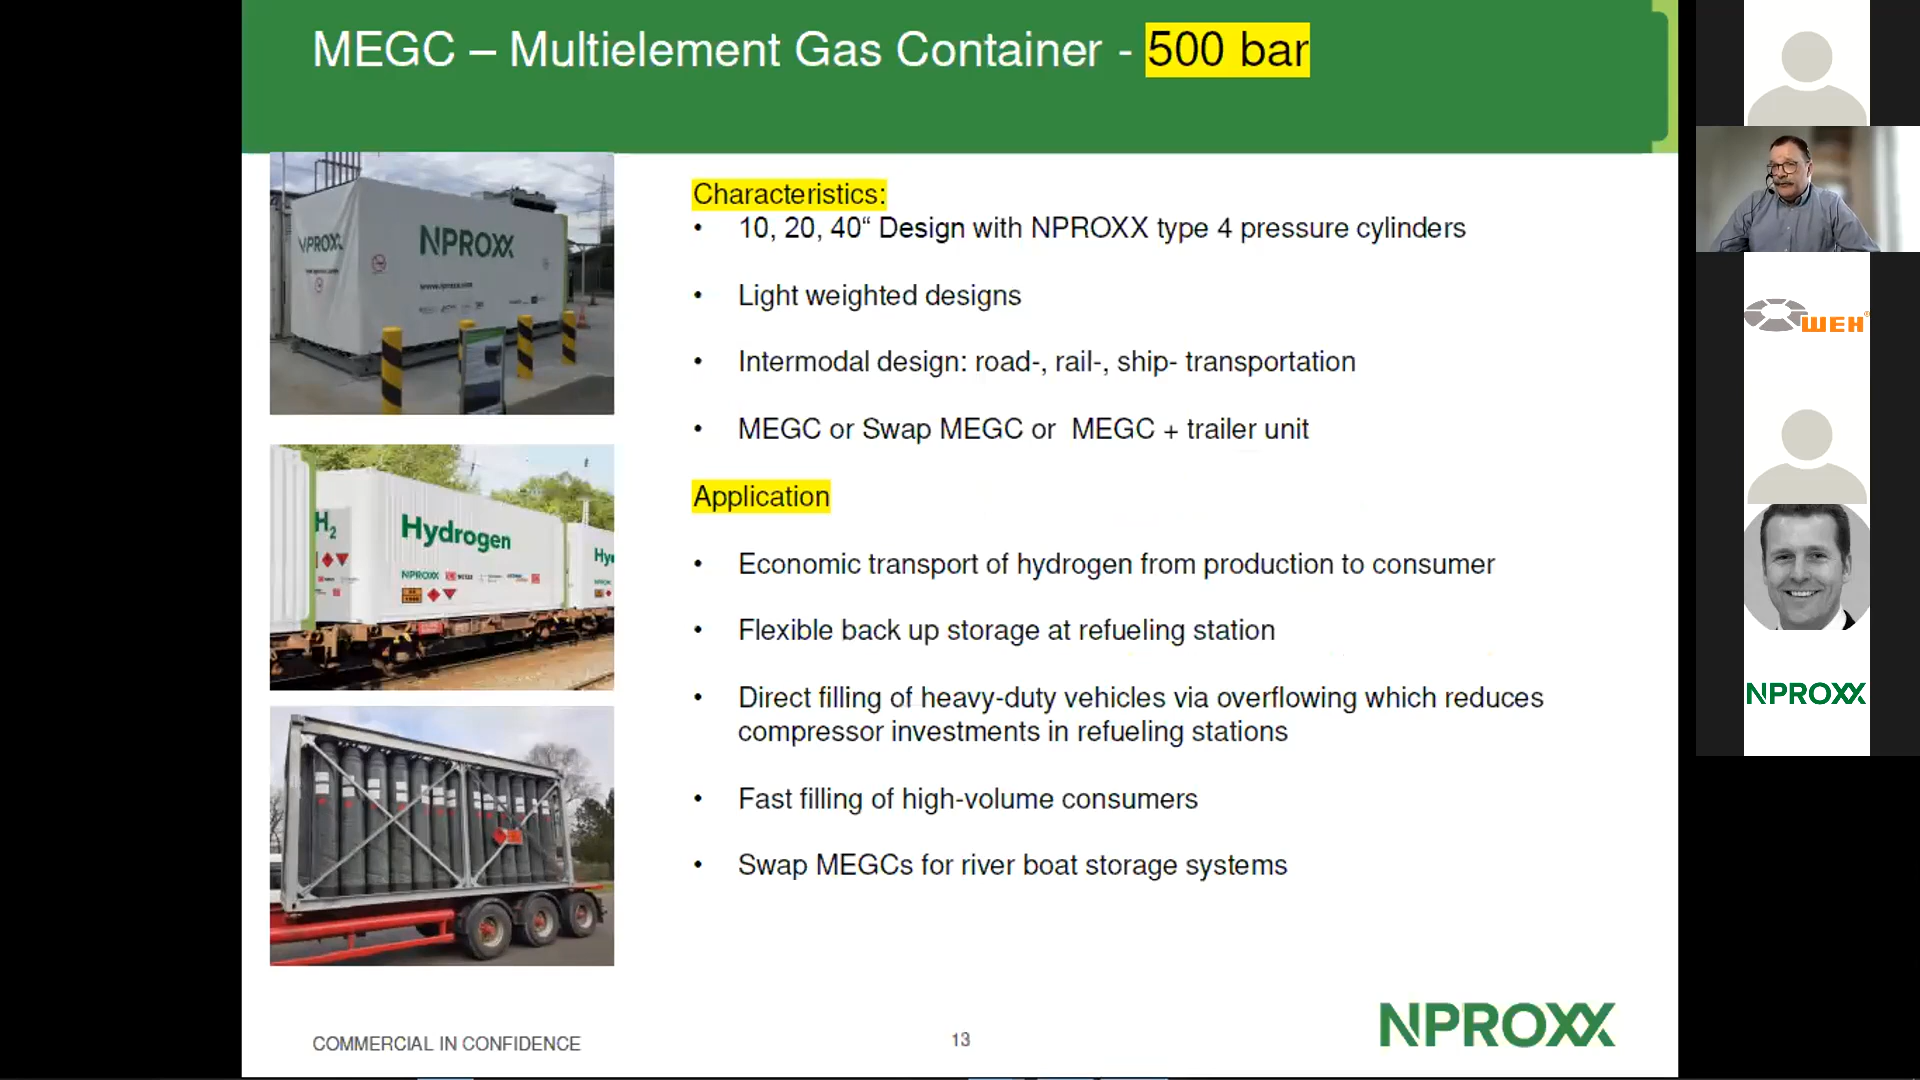 MEGC – Multielement Gas Container - 500 bar
NPROXX
NPROXX
www.nproxx.com
Characteristics:
• 10, 20, 40“ Design with NPROXX type 4 pressure cylinders
• Light weighted designs
• Intermodal design: road-, rail-, ship- transportation
• MEGC or Swap MEGC or MEGC + trailer unit
H2
Hydrogen
Hy
NPROXX
Application
• Economic transport of hydrogen from production to consumer
• Flexible back up storage at refueling station
• Direct filling of heavy-duty vehicles via overflowing which reduces
compressor investments in refueling stations
• Fast filling of high-volume consumers
• Swap MEGCs for river boat storage systems
COMMERCIAL IN CONFIDENCE
13
NPROXX
WEH®
NPROXX